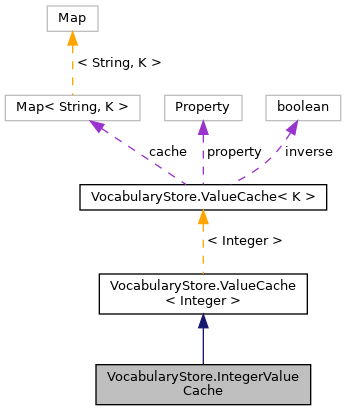 Map
< String, K >
Map< String, K >
Property
boolean
cache
property
inverse
VocabularyStore.ValueCache< K >
< Integer >
VocabularyStore.ValueCache
< Integer >
VocabularyStore.IntegerValue
Cache